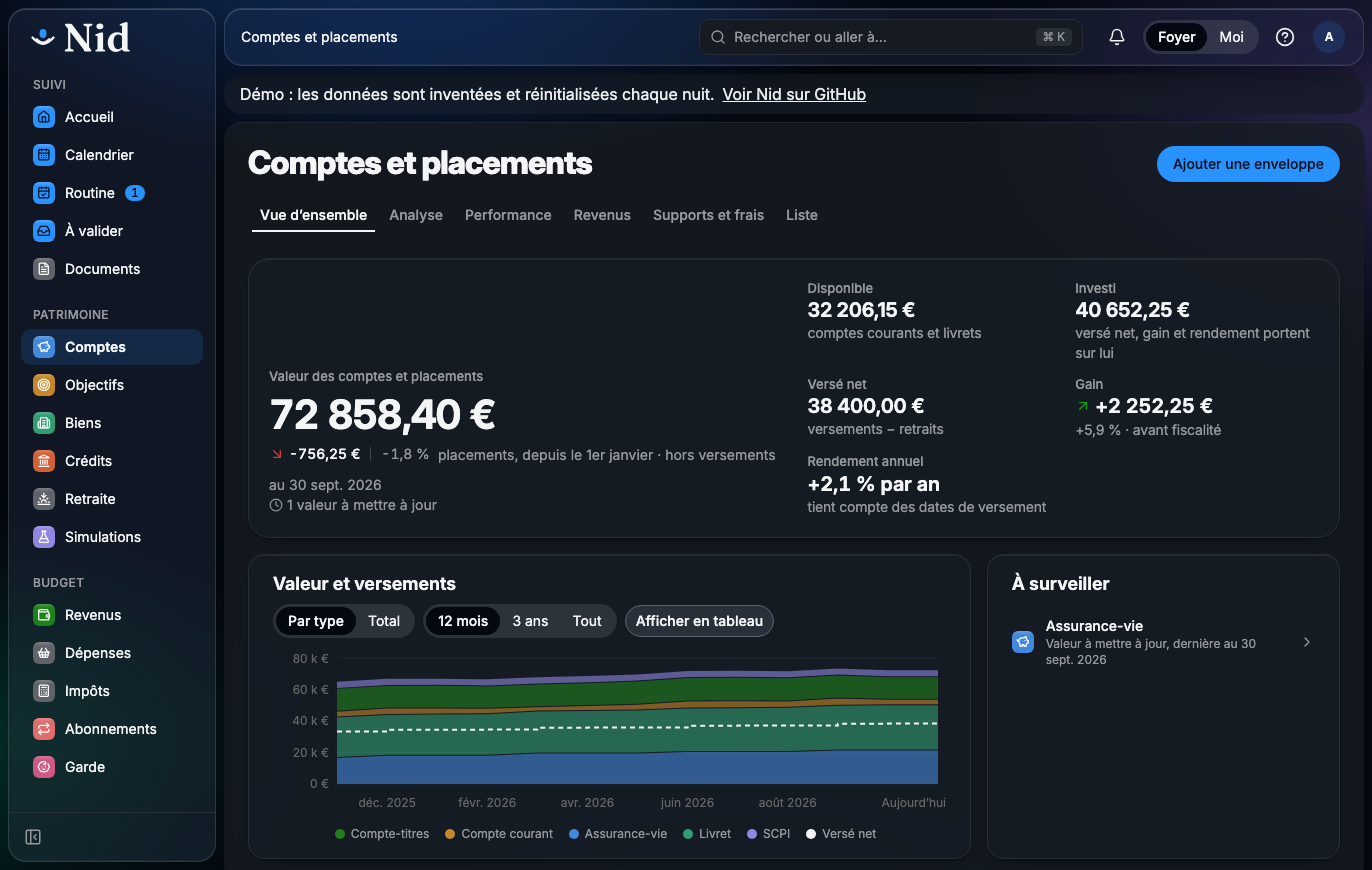 Nid
SUIVI
Accueil
Calendrier
Routine 1
À valider
Documents
PATRIMOINE
Comptes
Objectifs
Biens
Crédits
Retraite
Simulations
BUDGET
Revenus
Dépenses
Impôts
Abonnements
Garde
Comptes et placements
Rechercher ou aller à… ⌘ K
Foyer Moi
A
Démo : les données sont inventées et réinitialisées chaque nuit. Voir Nid sur GitHub
Comptes et placements
Ajouter une enveloppe
Vue d’ensemble Analyse Performance Revenus Supports et frais Liste
Valeur des comptes et placements
72 858,40 €
-756,25 € -1,8 % placements, depuis le 1er janvier · hors versements
au 30 sept. 2026
1 valeur à mettre à jour
Disponible
32 206,15 €
comptes courants et livrets
Investi
40 652,25 €
versé net, gain et rendement portent
sur lui
Versé net
38 400,00 €
versements − retraits
Gain
+2 252,25 €
+5,9 % · avant fiscalité
Rendement annuel
+2,1 % par an
tient compte des dates de versement
Valeur et versements
Par type Total 12 mois 3 ans Tout Afficher en tableau
80 k €
60 k €
40 k €
20 k €
0 €
déc. 2025 févr. 2026 avr. 2026 juin 2026 août 2026 Aujourd’hui
Compte-titres Compte courant Assurance-vie Livret SCPI Versé net
À surveiller
Assurance-vie
Valeur à mettre à jour, dernière au 30
sept. 2026